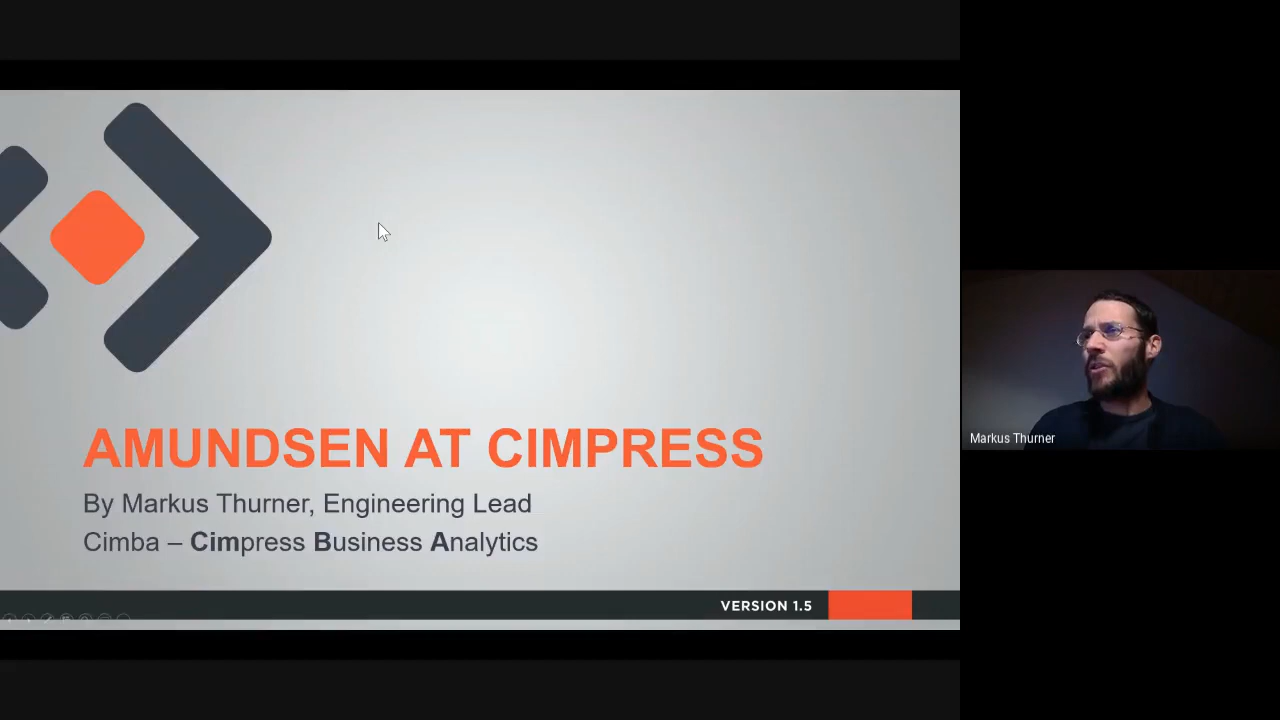 AMUNDSEN AT CIMPRESS
By Markus Thurner, Engineering Lead
Cimba – Cimpress Business Analytics
VERSION 1.5
Markus Thurner